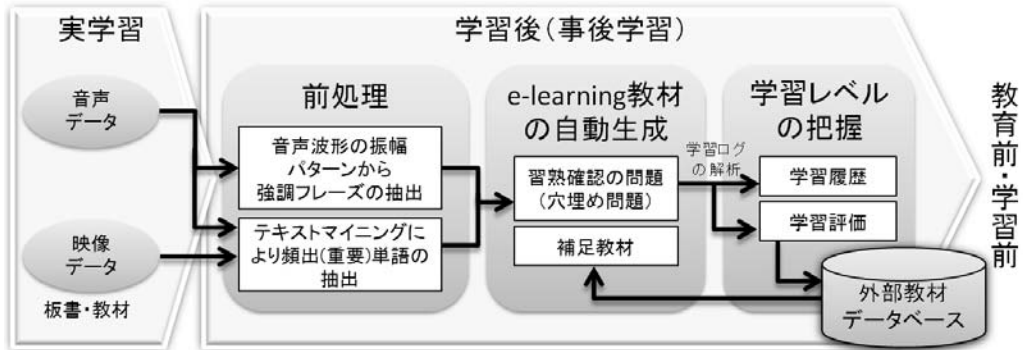 実学習
音声
データ
映像
データ
板書・教材
学習後(事後学習)
前処理
音声波形の振幅
パターンから
強調フレーズの抽出
テキストマイニングに
より頻出(重要)単語の
抽出
e-learning教材
の自動生成
習熟確認の問題
(穴埋め問題)
補足教材
学習ログ
の解析
学習レベル
の把握
学習履歴
学習評価
外部教材
データベース
教育前・学習前